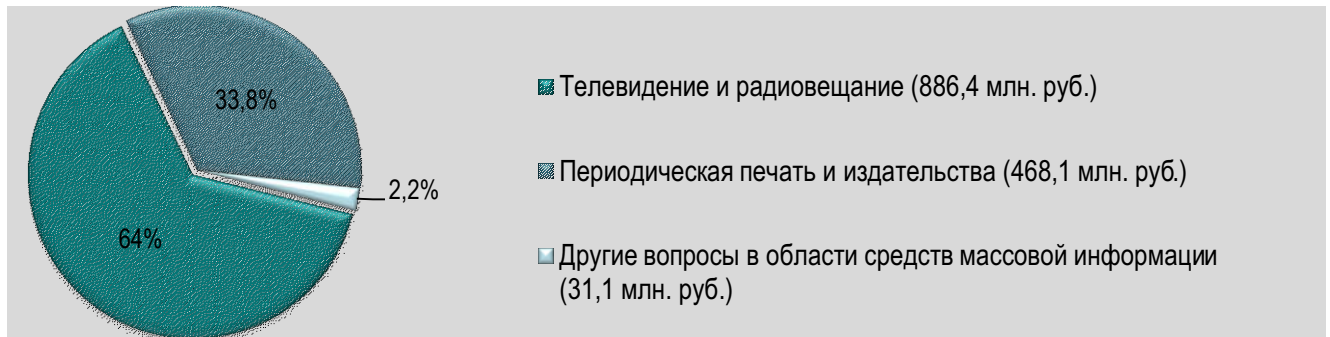 33,8%
2,2%
64%
Телевидение и радиовещание (886,4 млн. руб.)
Периодическая печать и издательства (468,1 млн. руб.)
Другие вопросы в области средств массовой информации
(31,1 млн. руб.)